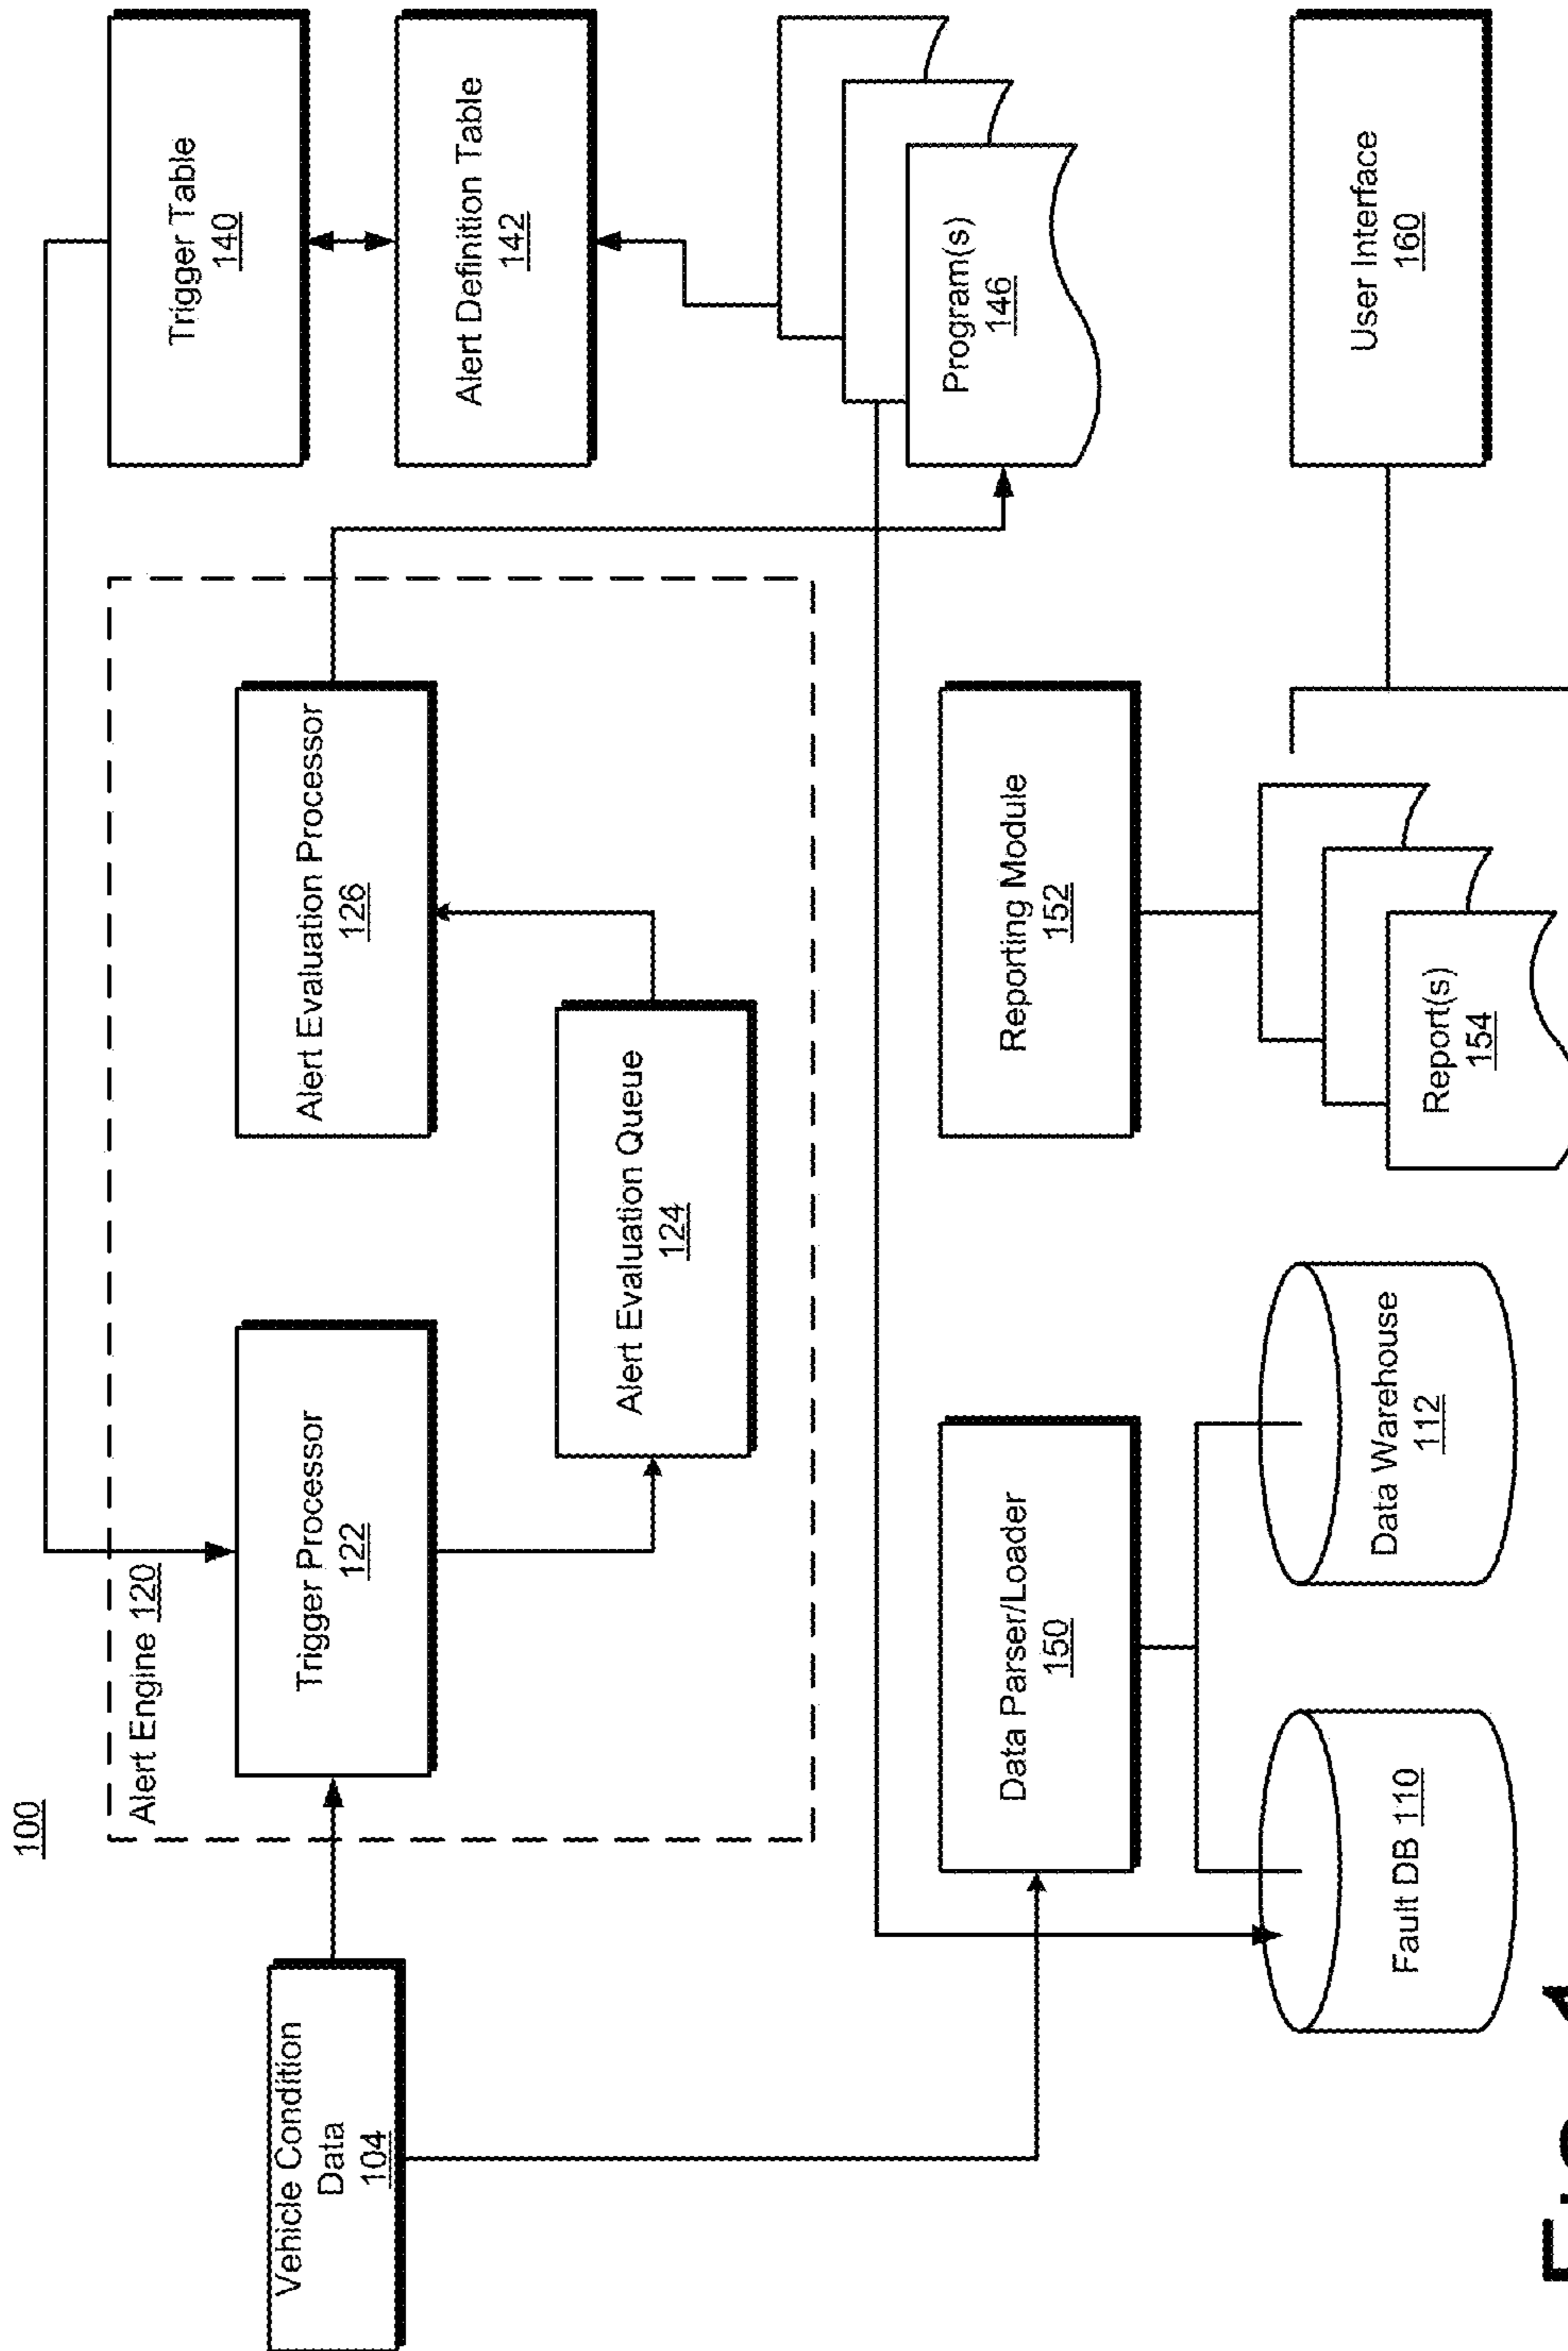 100
Vehicle Condition
Data
104
Alert Engine 120
Trigger Processor
122
Alert Evaluation Queue
124
Alert Evaluation Processor
126
Trigger Table
140
Alert Definition Table
142
Program(s)
146
Data Parser/Loader
150
Fault DB 110
Data Warehouse
112
Reporting Module
152
Report(s)
154
User Interface
160